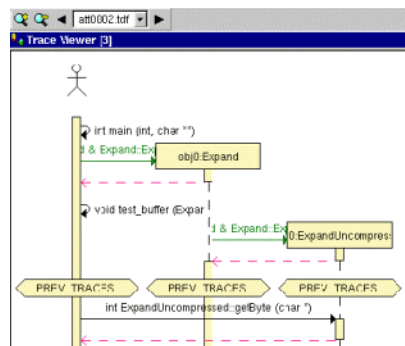 att0002.tdf
Trace Viewer [3]
int main (int, char **)
d & Expand::Ex
obj0:Expand
void test_buffer (Expar
d & Expand::Ex
0:ExpandUncompress
PREV_TRACES PREV_TRACES PREV_TRACES
int ExpandUncompressed::getByte (char *)